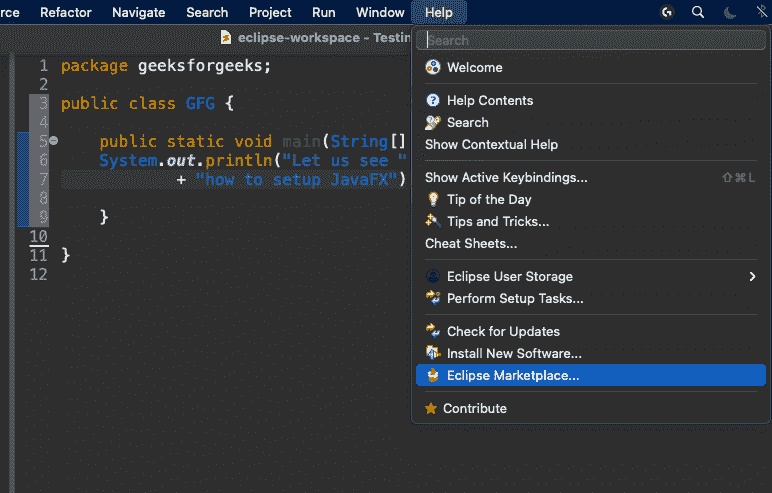 rce Refactor Navigate Search Project Run Window Help
eclipse-workspace - Testin
1 package geeksforgeeks;
2
3 public class GFG {
4
5 public static void main(String[]
6 System.out.println("Let us see "
7 + "how to setup JavaFX")
8
9 }
10
11 }
12
Search
Welcome
Help Contents
Search
Show Contextual Help
Show Active Keybindings... ⇧⌘L
Tip of the Day
Tips and Tricks...
Cheat Sheets...
Eclipse User Storage
Perform Setup Tasks...
Check for Updates
Install New Software...
Eclipse Marketplace...
Contribute